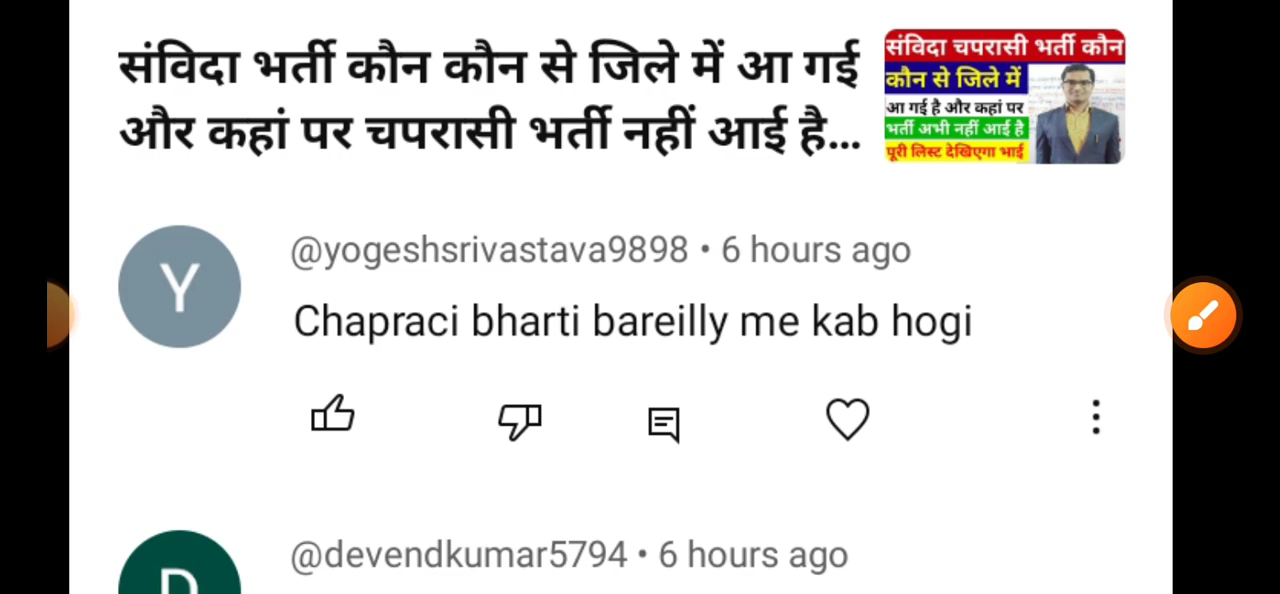 संविदा भर्ती कौन कौन से जिले में आ गई
और कहां पर चपरासी भर्ती नहीं आई है...
संविदा चपरासी भर्ती कौन
कौन से जिले में
आ गई है और कहां पर
भर्ती अभी नहीं आई है
पूरी लिस्ट देखिएगा भाई
Y
@yogeshsrivastava9898 • 6 hours ago
Chapraci bharti bareilly me kab hogi
D
@devendkumar5794 • 6 hours ago